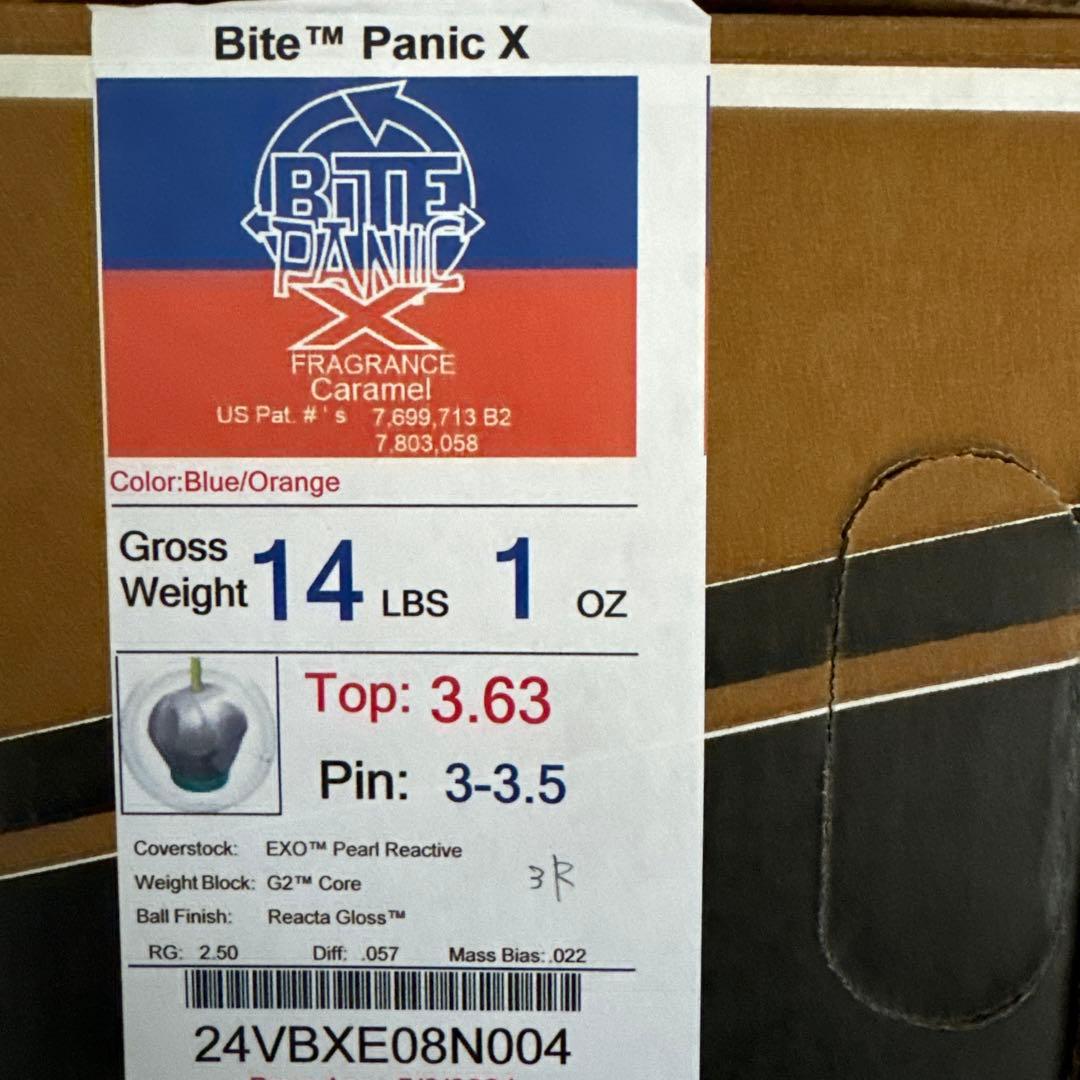 Bite™ Panic X
BITE
PANIC
X
FRAGRANCE
Caramel
US Pat. #'s 7,699,713 B2
7,803,058
Color:Blue/Orange
Gross Weight 14 LBS 1 OZ
Top: 3.63
Pin: 3-3.5
Coverstock: EXO™ Pearl Reactive
Weight Block: G2™ Core
3R
Ball Finish: Reacta Gloss™
RG: 2.50 Diff: .057 Mass Bias: .022
24VBXE08N004